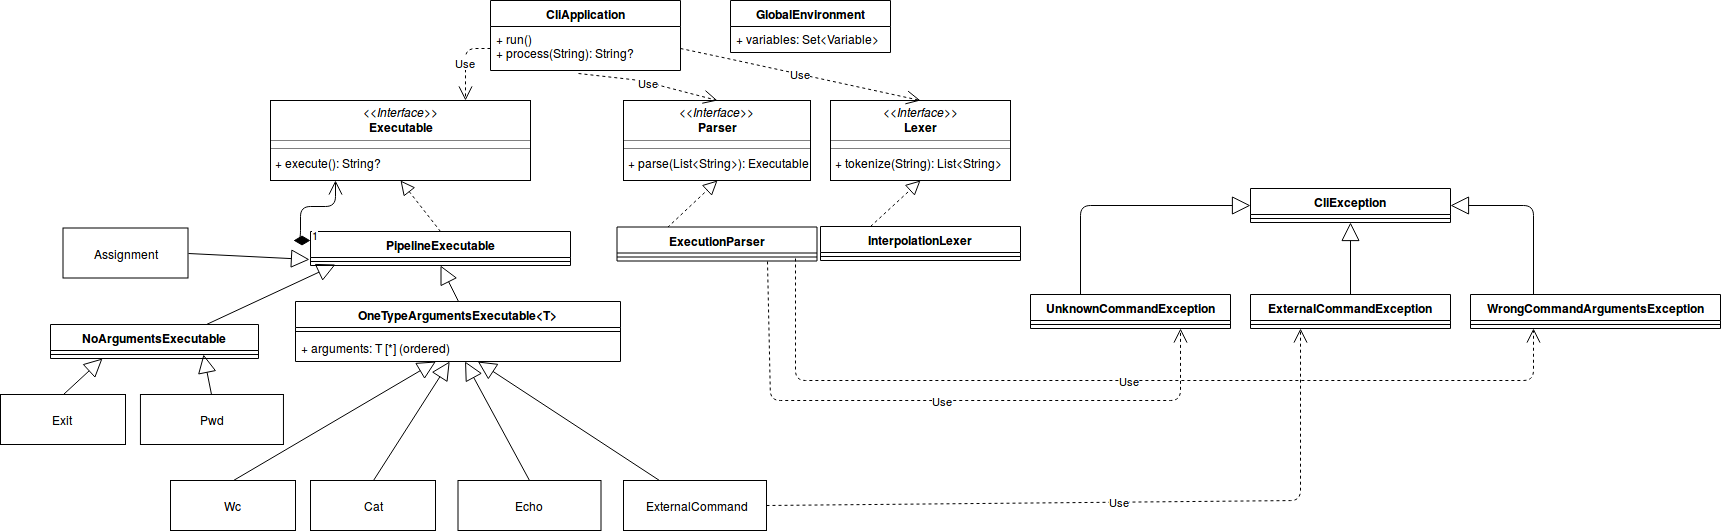 CliApplication
+ run()
+ process(String): String?
GlobalEnvironment
+ variables: Set<Variable>
Use
Use
Use
<<Interface>>
Executable
+ execute(): String?
<<Interface>>
Parser
+ parse(List<String>): Executable
<<Interface>>
Lexer
+ tokenize(String): List<String>
CliException
Assignment
1
PipelineExecutable
ExecutionParser
InterpolationLexer
NoArgumentsExecutable
OneTypeArgumentsExecutable<T>
+ arguments: T [*] (ordered)
UnknownCommandException
ExternalCommandException
WrongCommandArgumentsException
Use
Use
Exit
Pwd
Wc
Cat
Echo
ExternalCommand
Use